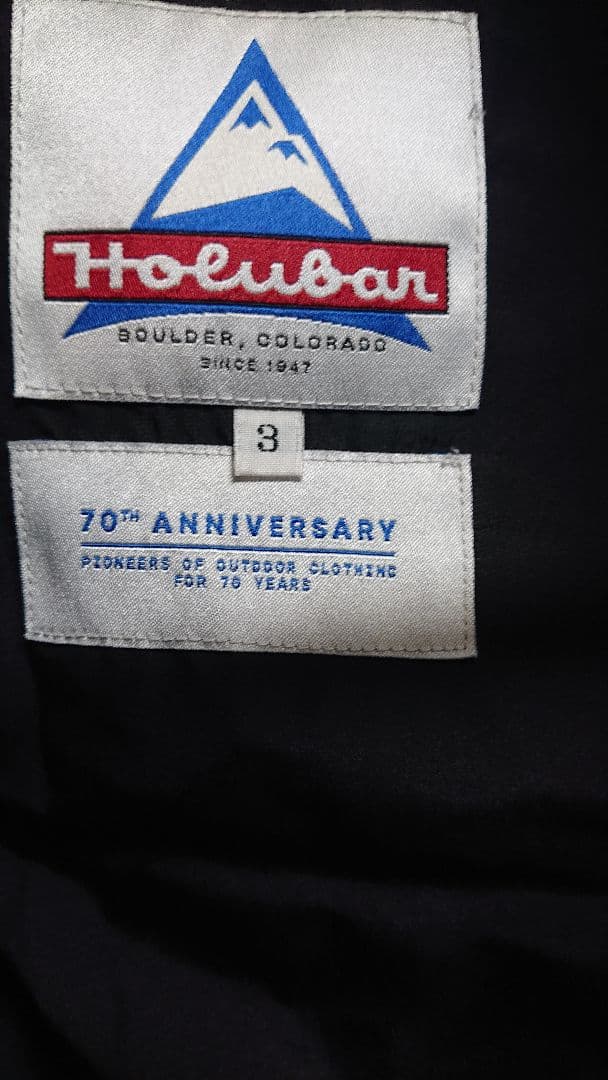 Holubar
BOULDER, COLORADO
SINCE 1947
3
70TH ANNIVERSARY
PIONEERS OF OUTDOOR CLOTHING
FOR 70 YEARS